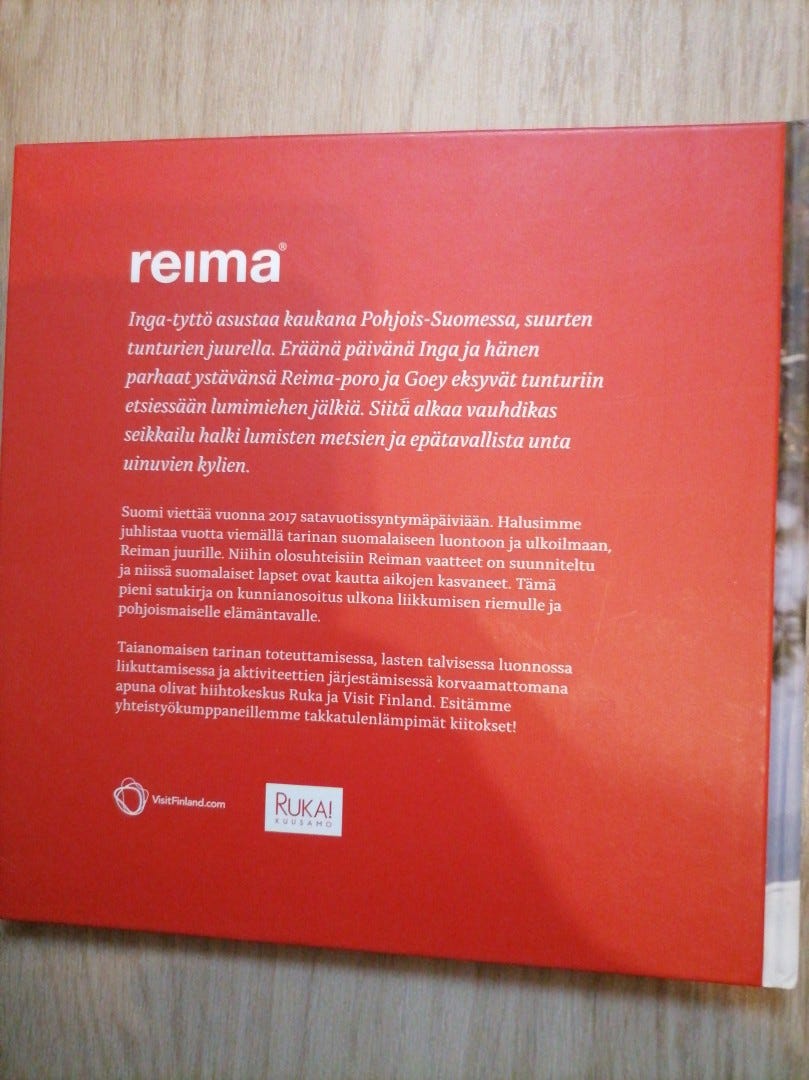 reima®
Inga-tyttö asustaa kaukana Pohjois-Suomessa, suurten
tunturien juurella. Eräänä päivänä Inga ja hänen
parhaat ystävänsä Reima-poro ja Goey eksyvät tunturiin
etsiessään lumimiehen jälkiä. Siitä alkaa vauhdikas
seikkailu halki lumisten metsien ja epätavallista unta
uinuvien kylien.
Suomi viettää vuonna 2017 satavuotissyntymäpäiviään. Halusimme
juhlistaa vuotta viemällä tarinan suomalaiseen luontoon ja ulkoilmaan,
Reiman juurille. Niihin olosuhteisiin Reiman vaatteet on suunniteltu
ja niissä suomalaiset lapset ovat kautta aikojen kasvaneet. Tämä
pieni satukirja on kunnianosoitus ulkona liikkumisen riemulle ja
pohjoismaiselle elämäntavalle.
Taianomaisen tarinan toteuttamisessa, lasten talvisessa luonnossa
liikuttamisessa ja aktiviteettien järjestämisessä korvaamattomana
apuna olivat hiihtokeskus Ruka ja Visit Finland. Esitämme
yhteistyökumppaneillemme takkatulenlämpimät kiitokset!
VisitFinland.com
RUKA!
KUUSAMO